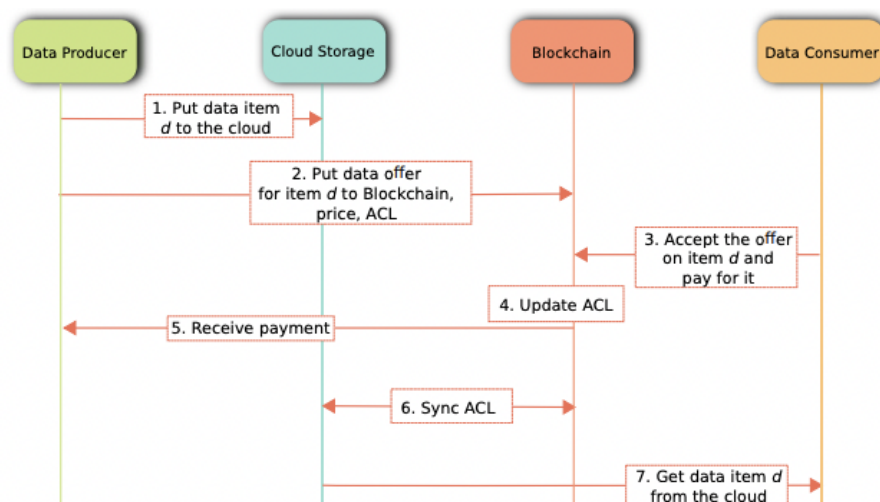 Data Producer
Cloud Storage
Blockchain
Data Consumer
1. Put data item
d to the cloud
2. Put data offer
for item d to Blockchain,
price, ACL
3. Accept the offer
on item d and
pay for it
4. Update ACL
5. Receive payment
6. Sync ACL
7. Get data item d
from the cloud